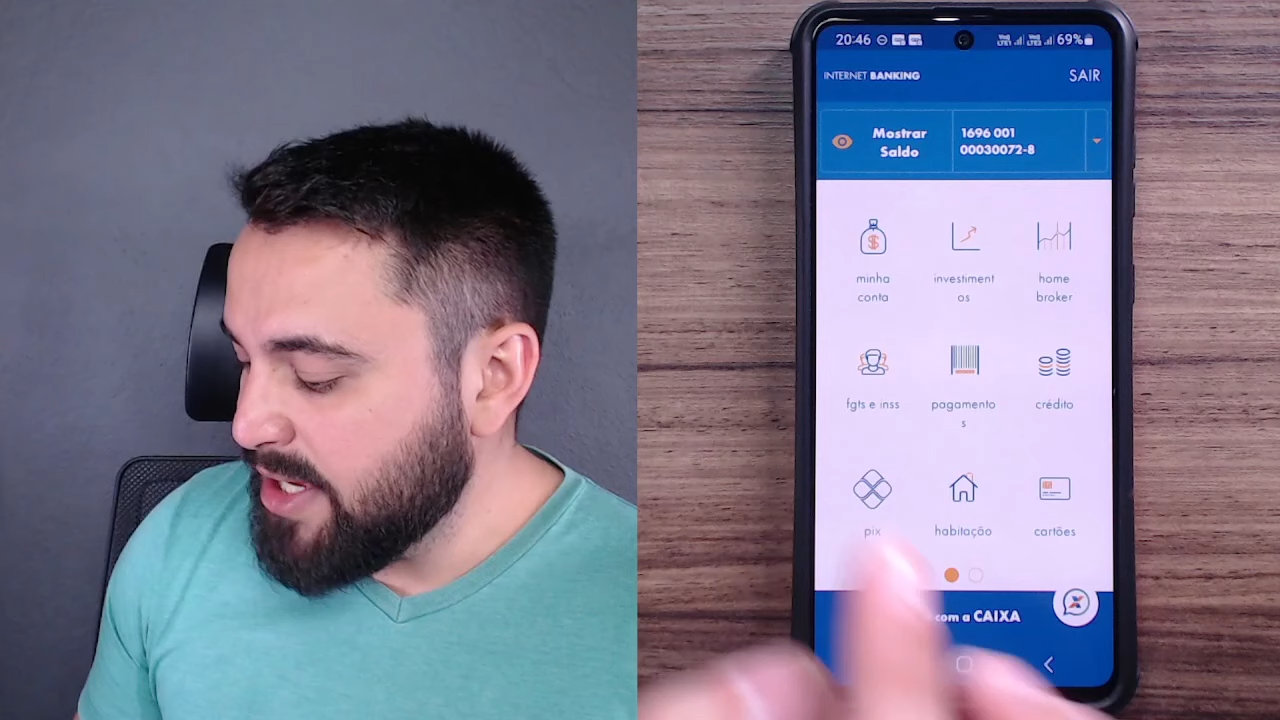 20:46
69%
INTERNET BANKING
SAIR
Mostrar
Saldo
1696 001
00030072-8
minha
conta
investiment
os
home
broker
fgts e inss
pagamento
s
crédito
pix
habitação
cartões
com a CAIXA